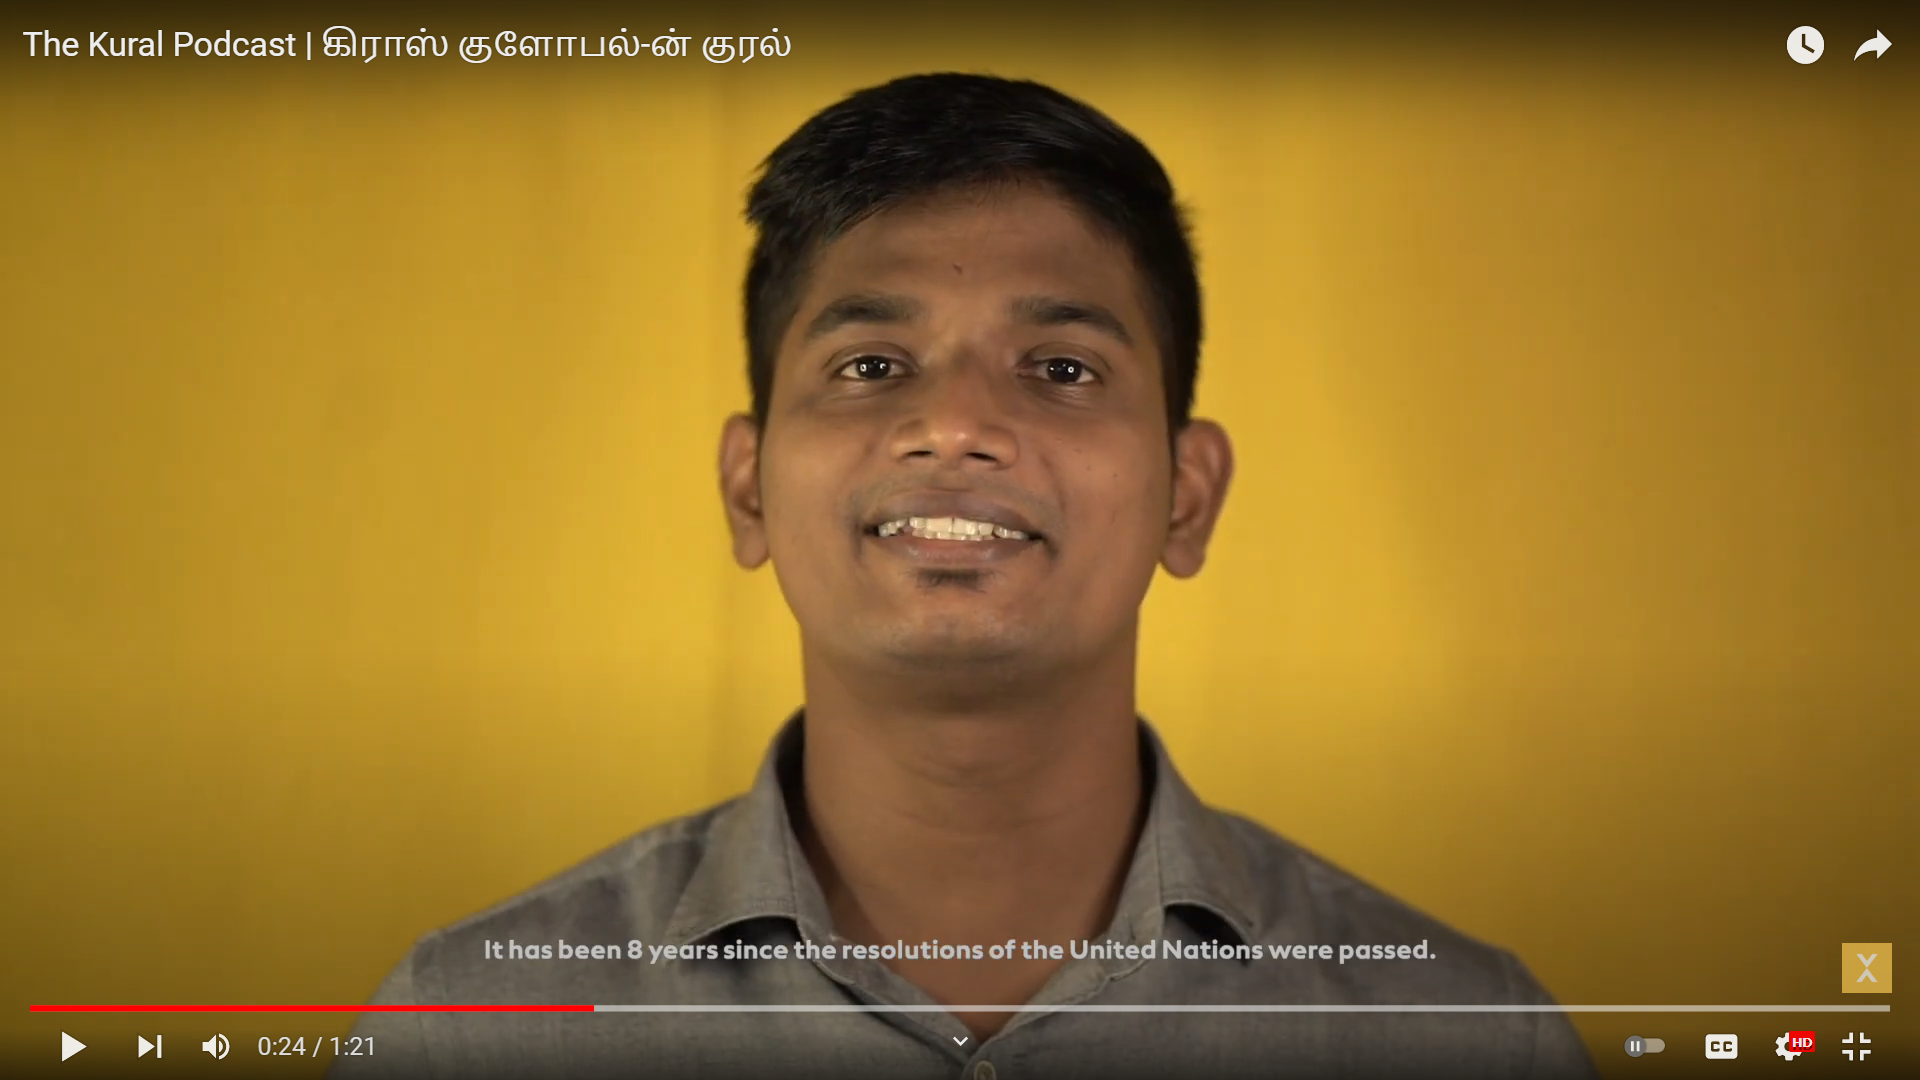 The Kural Podcast | கிராஸ் குளோபல்-ன் குரல்
It has been 8 years since the resolutions of the United Nations were passed.
0:24 / 1:21
CC
HD